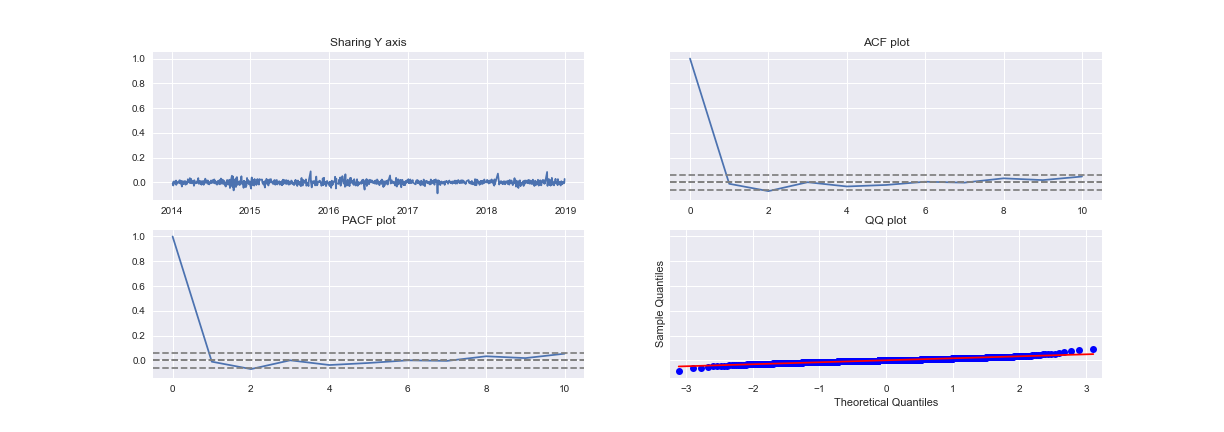 Sharing Y axis
1.0
0.8
0.6
0.4
0.2
0.0
2014 2015 2016 2017 2018 2019
ACF plot
0 2 4 6 8 10
PACF plot
1.0
0.8
0.6
0.4
0.2
0.0
0 2 4 6 8 10
QQ plot
Sample Quantiles
−3 −2 −1 0 1 2 3
Theoretical Quantiles